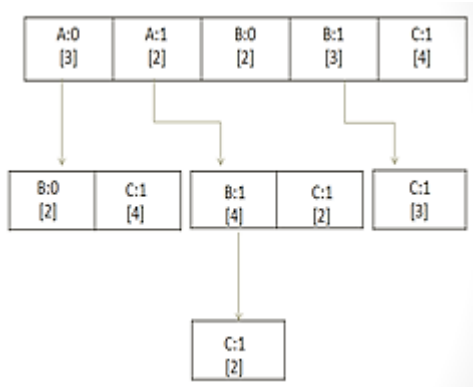 A:0 A:1 B:0 B:1 C:1
[3] [2] [2] [3] [4]
B:0 C:1 B:1 C:1 C:1
[2] [4] [4] [2] [3]
C:1
[2]